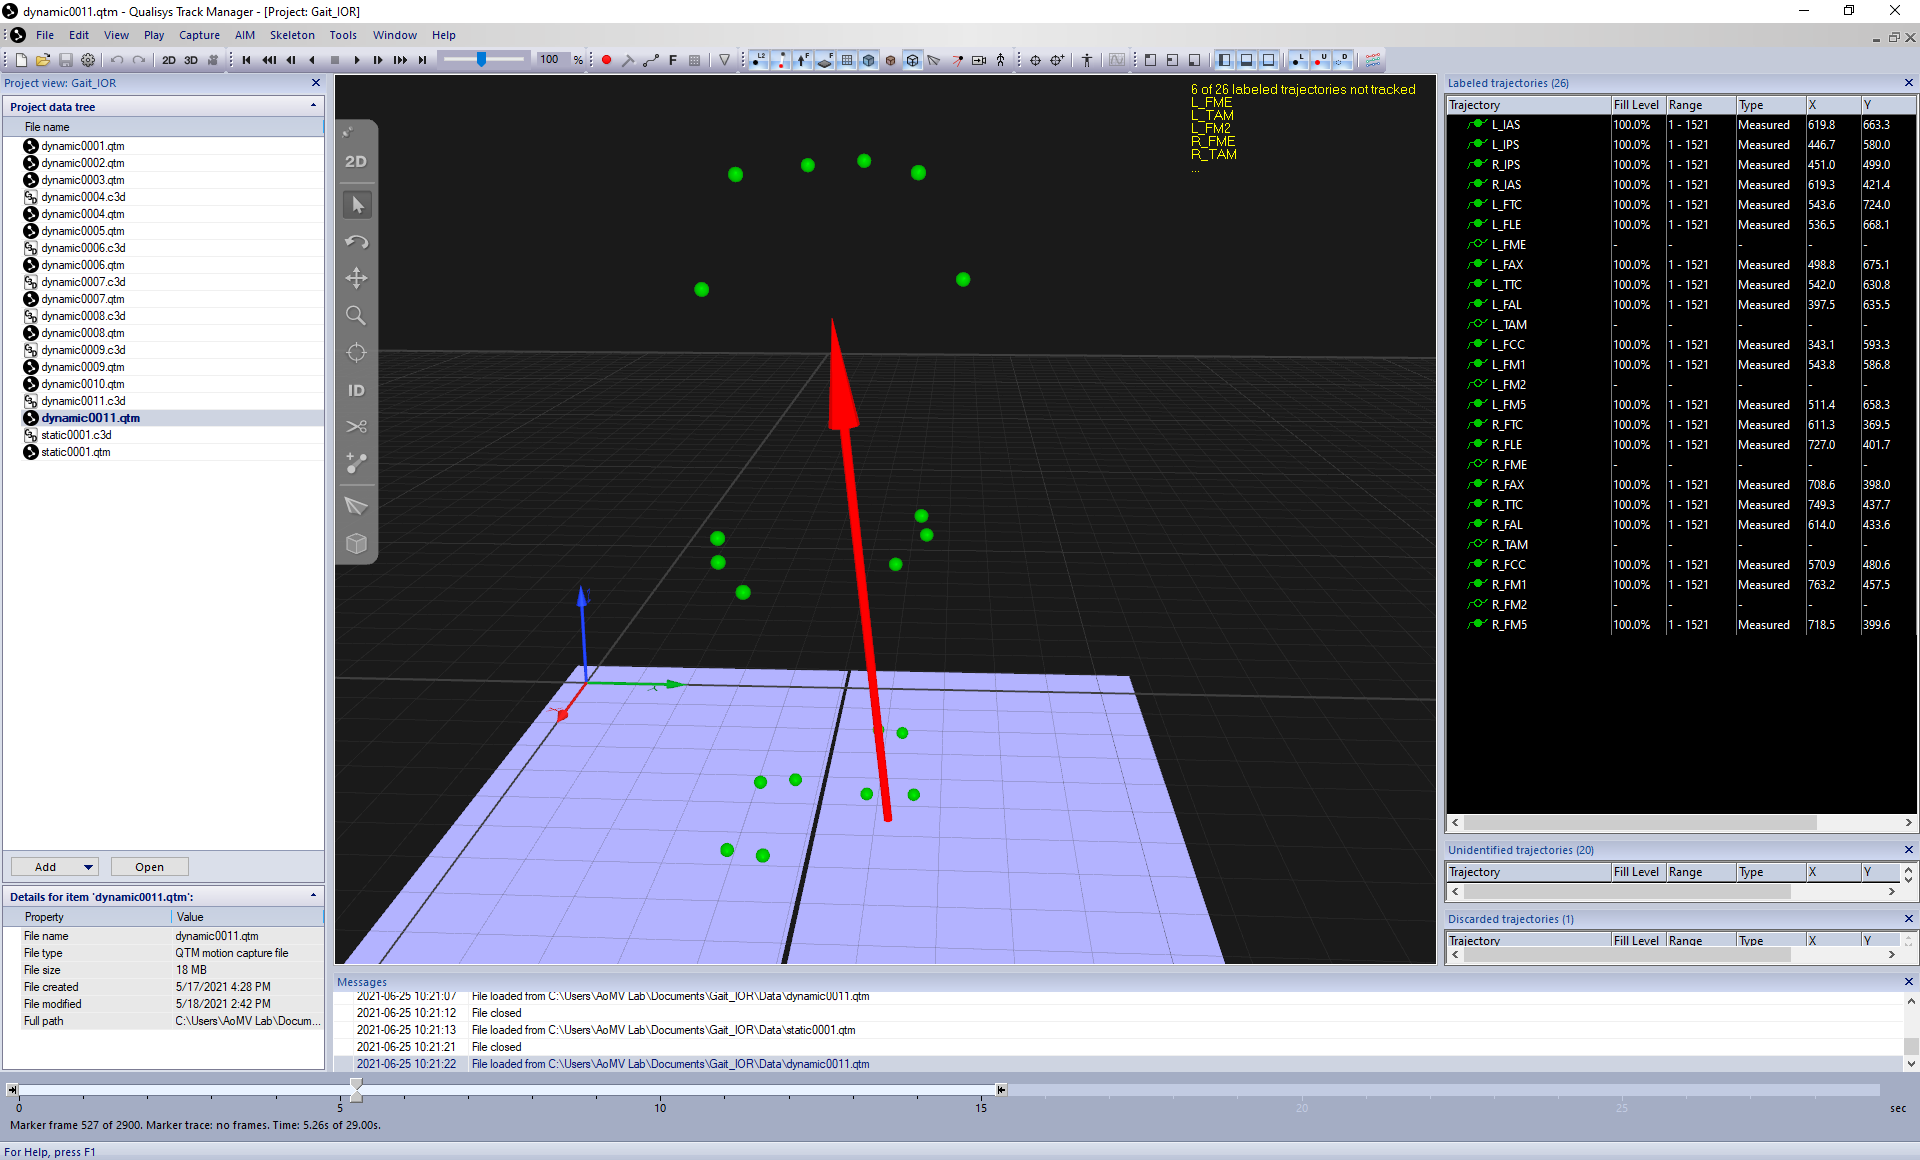 dynamic0011.qtm - Qualisys Track Manager - [Project: Gait_IOR]
File Edit View Play Capture AIM Skeleton Tools Window Help
2D 3D 100 % F
Project view: Gait_IOR
Project data tree
File name
dynamic0001.qtm
dynamic0002.qtm
dynamic0003.qtm
dynamic0004.c3d
dynamic0004.qtm
dynamic0005.qtm
dynamic0006.c3d
dynamic0006.qtm
dynamic0007.c3d
dynamic0007.qtm
dynamic0008.c3d
dynamic0008.qtm
dynamic0009.c3d
dynamic0009.qtm
dynamic0010.qtm
dynamic0011.c3d
dynamic0011.qtm
static0001.c3d
static0001.qtm
Add Open
Details for item 'dynamic0011.qtm':
Property Value
File name dynamic0011.qtm
File type QTM motion capture file
File size 18 MB
File created 5/17/2021 4:28 PM
File modified 5/18/2021 2:42 PM
Full path C:\Users\AoMV Lab\Docum...
2D
ID
6 of 26 labeled trajectories not tracked
L_FME
L_TAM
L_FM2
R_FME
R_TAM
...
Labeled trajectories (26)
Trajectory Fill Level Range Type X Y
L_IAS 100.0% 1 - 1521 Measured 619.8 663.3
L_IPS 100.0% 1 - 1521 Measured 446.7 580.0
R_IPS 100.0% 1 - 1521 Measured 451.0 499.0
R_IAS 100.0% 1 - 1521 Measured 619.3 421.4
L_FTC 100.0% 1 - 1521 Measured 543.6 724.0
L_FLE 100.0% 1 - 1521 Measured 536.5 668.1
L_FME - - - - -
L_FAX 100.0% 1 - 1521 Measured 498.8 675.1
L_TTC 100.0% 1 - 1521 Measured 542.0 630.8
L_FAL 100.0% 1 - 1521 Measured 397.5 635.5
L_TAM - - - - -
L_FCC 100.0% 1 - 1521 Measured 343.1 593.3
L_FM1 100.0% 1 - 1521 Measured 543.8 586.8
L_FM2 - - - - -
L_FM5 100.0% 1 - 1521 Measured 511.4 658.3
R_FTC 100.0% 1 - 1521 Measured 611.3 369.5
R_FLE 100.0% 1 - 1521 Measured 727.0 401.7
R_FME - - - - -
R_FAX 100.0% 1 - 1521 Measured 708.6 398.0
R_TTC 100.0% 1 - 1521 Measured 749.3 437.7
R_FAL 100.0% 1 - 1521 Measured 614.0 433.6
R_TAM - - - - -
R_FCC 100.0% 1 - 1521 Measured 570.9 480.6
R_FM1 100.0% 1 - 1521 Measured 763.2 457.5
R_FM2 - - - - -
R_FM5 100.0% 1 - 1521 Measured 718.5 399.6
Unidentified trajectories (20)
Trajectory Fill Level Range Type X Y
Discarded trajectories (1)
Trajectory Fill Level Range Type X Y
Messages
2021-06-25 10:21:07 File loaded from C:\Users\AoMV Lab\Documents\Gait_IOR\Data\dynamic0011.qtm
2021-06-25 10:21:12 File closed
2021-06-25 10:21:13 File loaded from C:\Users\AoMV Lab\Documents\Gait_IOR\Data\static0001.qtm
2021-06-25 10:21:21 File closed
2021-06-25 10:21:22 File loaded from C:\Users\AoMV Lab\Documents\Gait_IOR\Data\dynamic0011.qtm
0 5 10 15 20 25 sec
Marker frame 527 of 2900. Marker trace: no frames. Time: 5.26s of 29.00s.
For Help, press F1